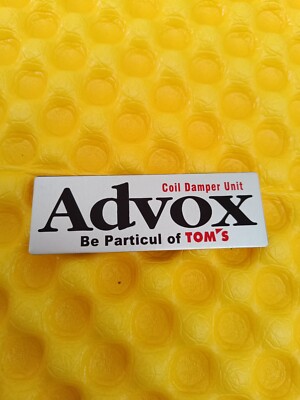 Coil Damper Unit
Advox
Be Particul of TOM'S